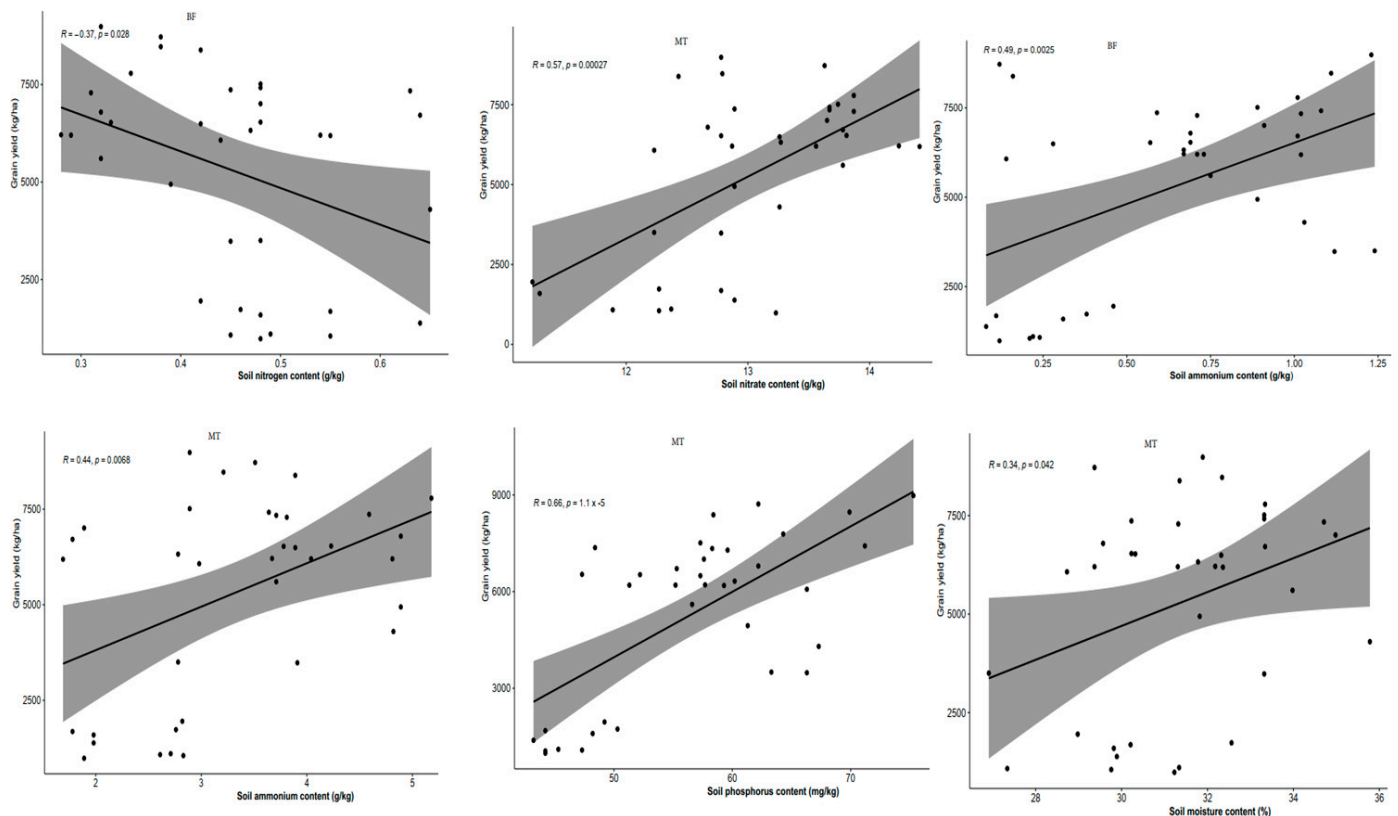 BF
R = −0.37, p = 0.028
Grain yield (kg/ha)
7500
5000
2500
0.3 0.4 0.5 0.6
Soil nitrogen content (g/kg)
MT
R = 0.57, p = 0.00027
Grain yield (kg/ha)
7500
5000
2500
0
12 13 14
Soil nitrate content (g/kg)
BF
R = 0.49, p = 0.0025
Grain yield (kg/ha)
7500
5000
2500
0.25 0.50 0.75 1.00 1.25
Soil ammonium content (g/kg)
MT
R = 0.44, p = 0.0068
Grain yield (kg/ha)
7500
5000
2500
2 3 4 5
Soil ammonium content (g/kg)
MT
R = 0.66, p = 1.1 x -5
Grain yield (kg/ha)
9000
6000
3000
50 60 70
Soil phosphorus content (mg/kg)
MT
R = 0.34, p = 0.042
Grain yield (kg/ha)
7500
5000
2500
28 30 32 34 36
Soil moisture content (%)